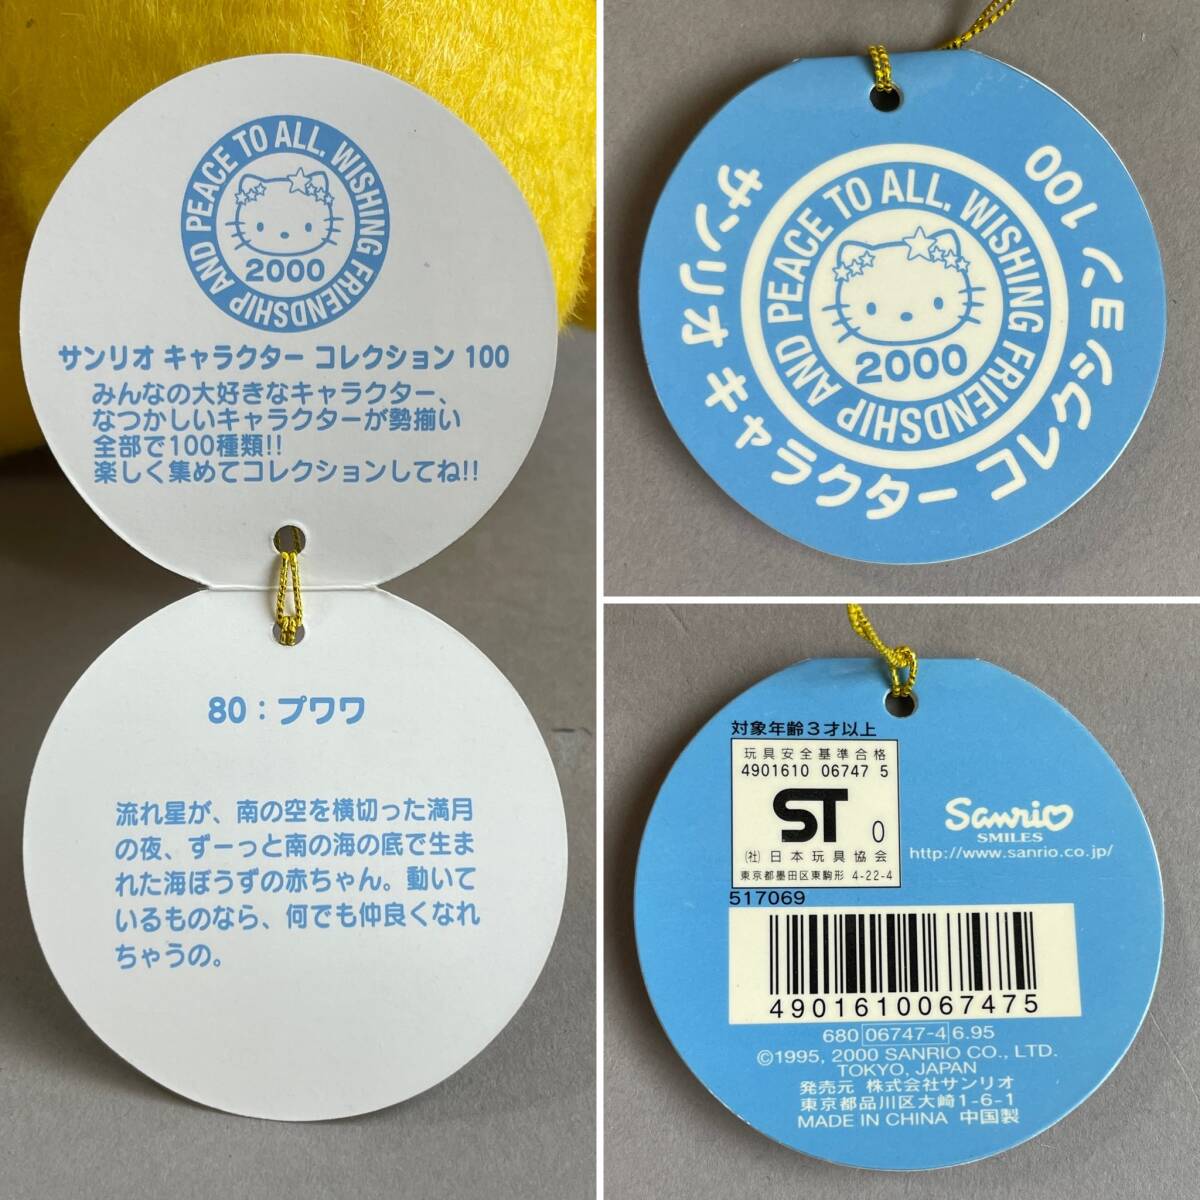 PEACE TO ALL. WISHING FRIENDSHIP AND
2000
サンリオ キャラクター コレクション 100
みんなの大好きなキャラクター、
なつかしいキャラクターが勢揃い
全部で100種類!!
楽しく集めてコレクションしてね!!
80：プワワ
流れ星が、南の空を横切った満月
の夜、ずーっと南の海の底で生ま
れた海ぼうずの赤ちゃん。動いて
いるものなら、何でも仲良くなれ
ちゃうの。
サンリオ キャラクター コレクション 100
PEACE TO ALL. WISHING FRIENDSHIP AND
2000
対象年齢3才以上
玩具安全基準合格
4901610 06747 5
ST 0
(社)日本玩具協会
東京都墨田区東駒形 4-22-4
Sanrio
SMILES
http://www.sanrio.co.jp/
517069
4901610067475
680 06747-4 6.95
©1995, 2000 SANRIO CO., LTD.
TOKYO, JAPAN
発売元 株式会社サンリオ
東京都品川区大崎1-6-1
MADE IN CHINA 中国製